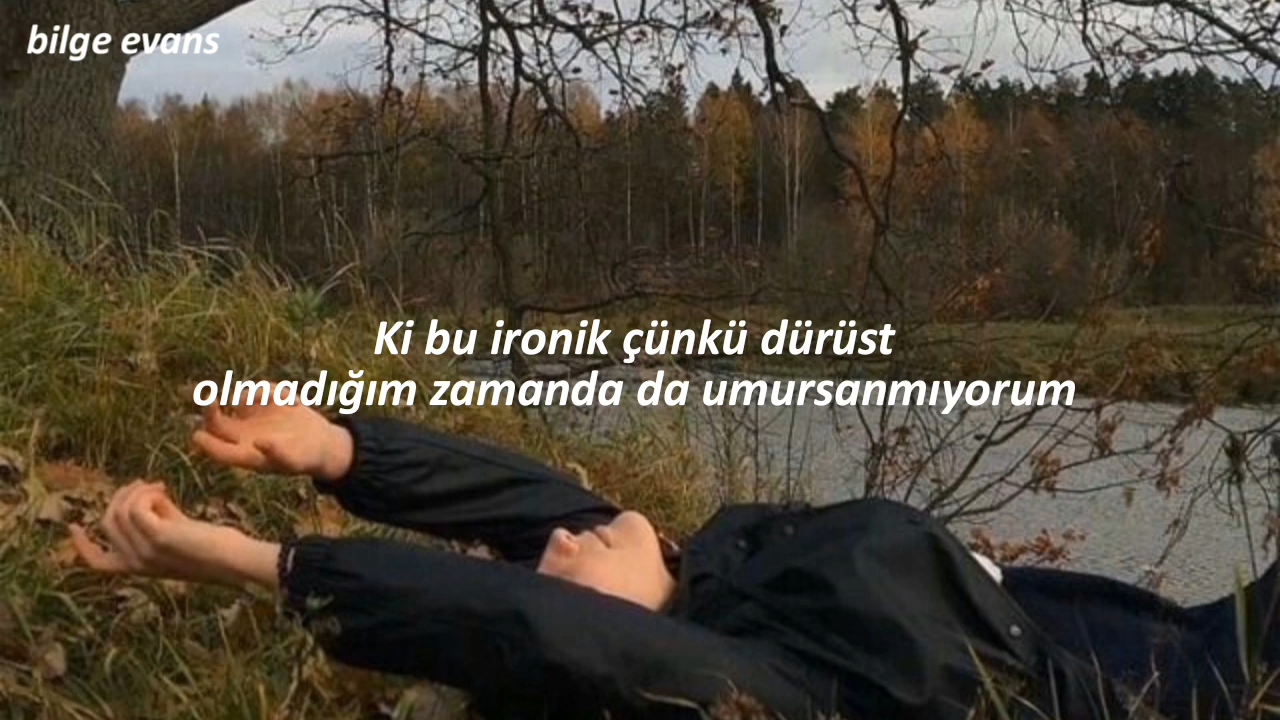 bilge evans
Ki bu ironik çünkü dürüst
olmadığım zamanda da umursanmıyorum